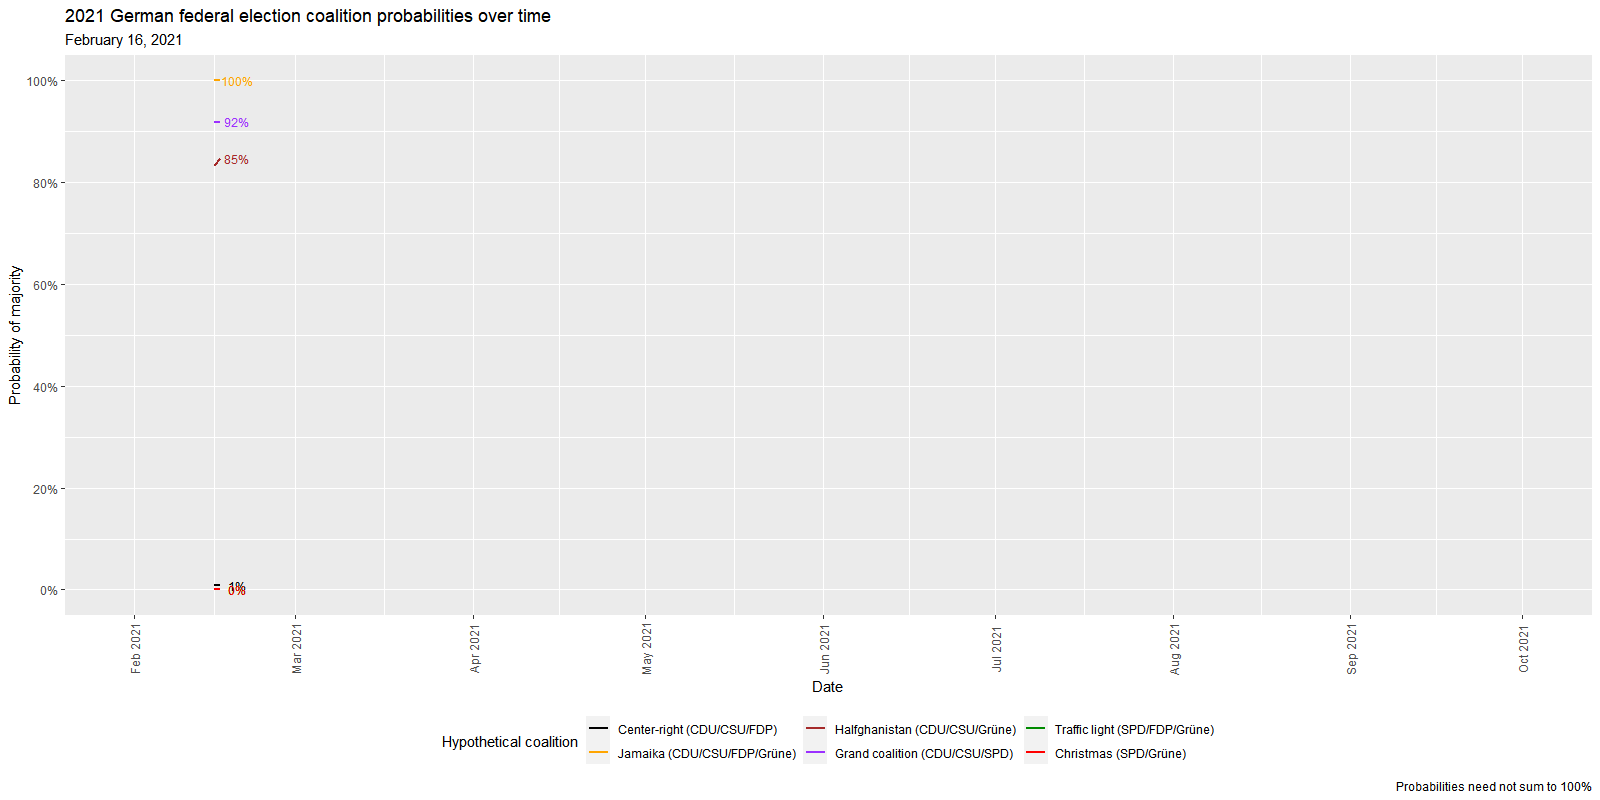 2021 German federal election coalition probabilities over time
February 16, 2021
100%
80%
60%
40%
20%
0%
Probability of majority
100%
92%
85%
1%
0%
Feb 2021
Mar 2021
Apr 2021
May 2021
Jun 2021
Jul 2021
Aug 2021
Sep 2021
Oct 2021
Date
Hypothetical coalition
Center-right (CDU/CSU/FDP)
Halfghanistan (CDU/CSU/Grüne)
Traffic light (SPD/FDP/Grüne)
Jamaika (CDU/CSU/FDP/Grüne)
Grand coalition (CDU/CSU/SPD)
Christmas (SPD/Grüne)
Probabilities need not sum to 100%